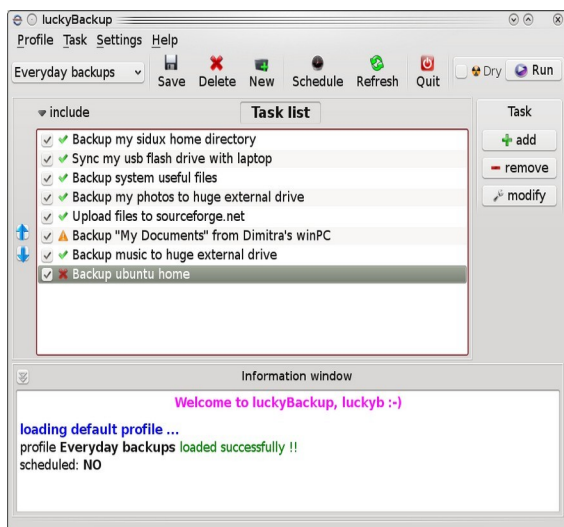 luckyBackup
Profile Task Settings Help
Everyday backups Save Delete New Schedule Refresh Quit Dry Run
include Task list Task
Backup my sidux home directory
Sync my usb flash drive with laptop
Backup system useful files
Backup my photos to huge external drive
Upload files to sourceforge.net
Backup "My Documents" from Dimitra's winPC
Backup music to huge external drive
Backup ubuntu home
add
remove
modify
Information window
Welcome to luckyBackup, luckyb :-)
loading default profile ...
profile Everyday backups loaded successfully !!
scheduled: NO